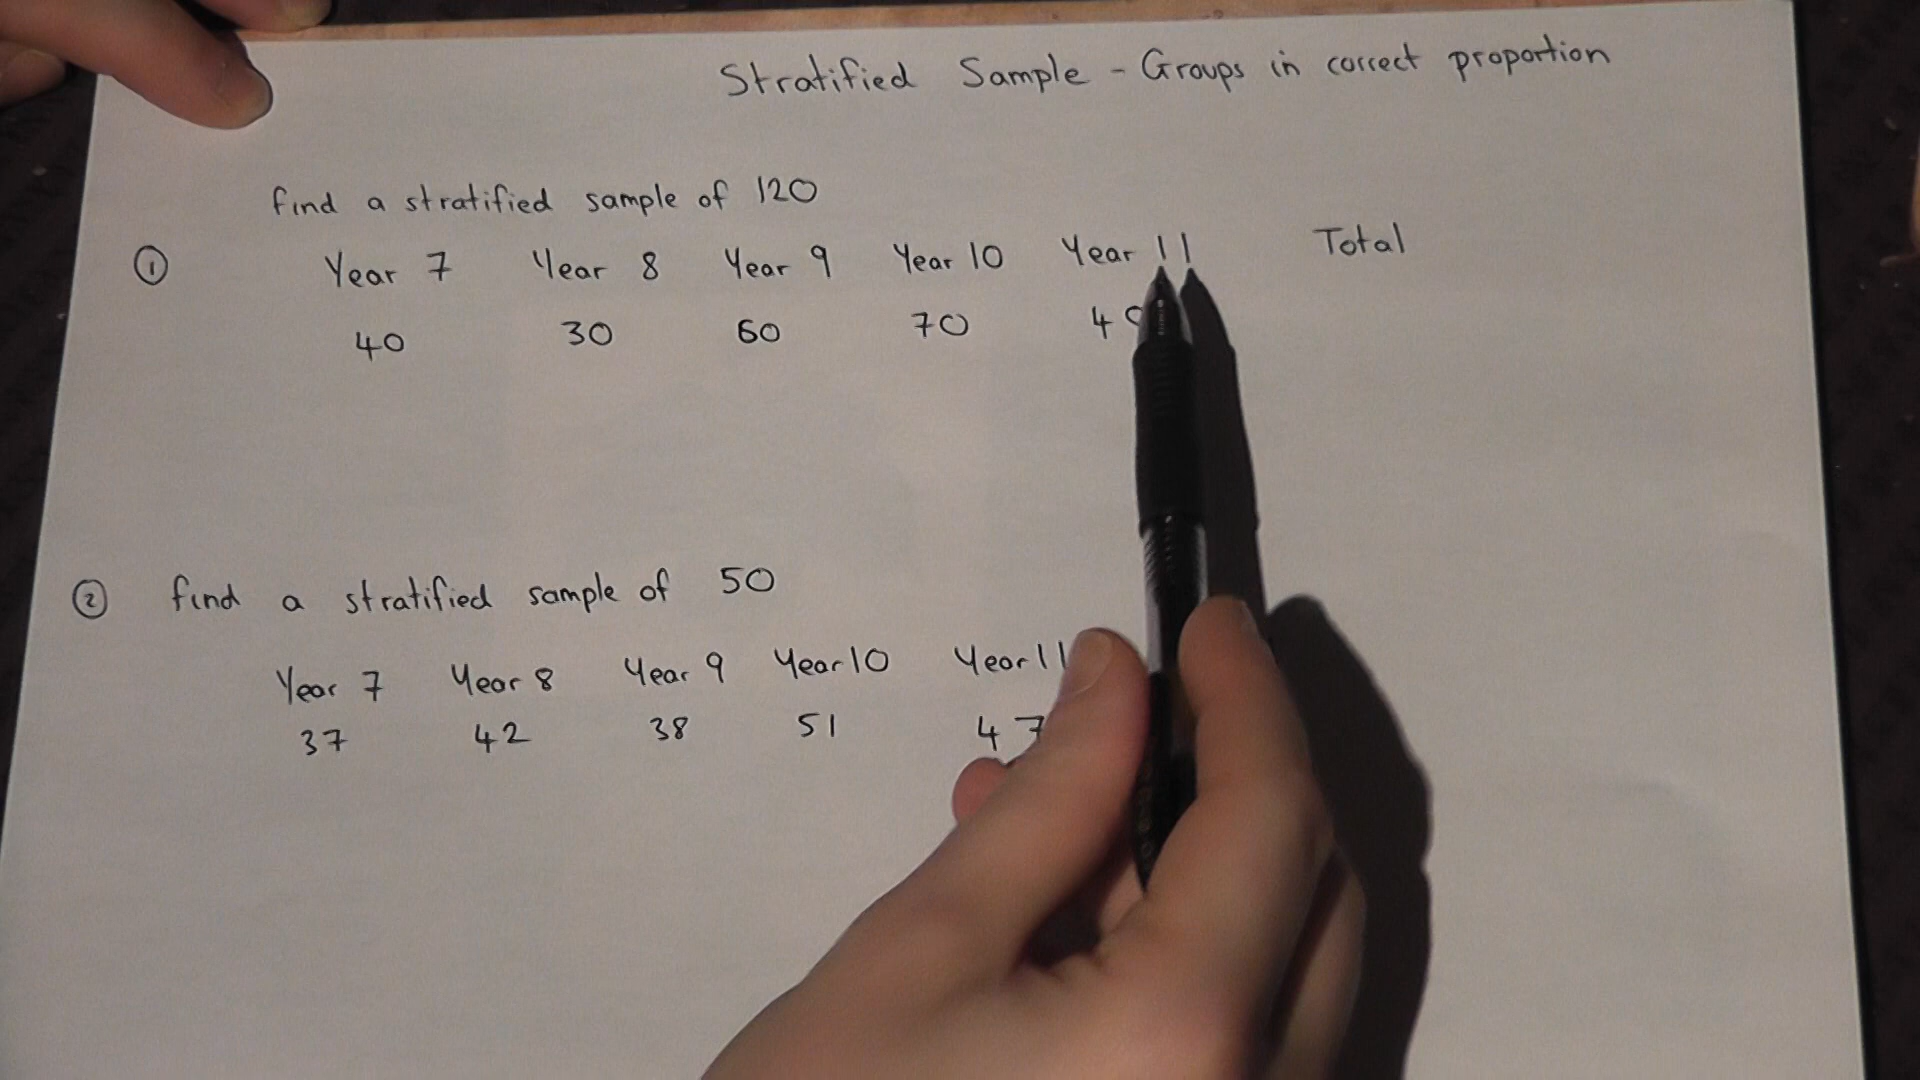 Stratified Sample - Groups in correct proportion
find a stratified sample of 120
① Year 7 Year 8 Year 9 Year 10 Year 11 Total
40 30 60 70
② find a stratified sample of 50
Year 7 Year 8 Year 9 Year 10 Year 11
37 42 38 51 47